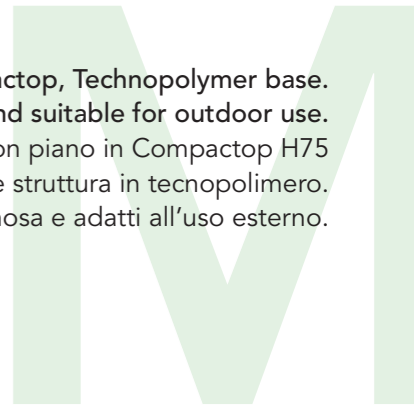 ctop, Technopolymer base.
nd suitable for outdoor use.
on piano in Compactop H75
e struttura in tecnopolimero.
nosa e adatti all’uso esterno.
M